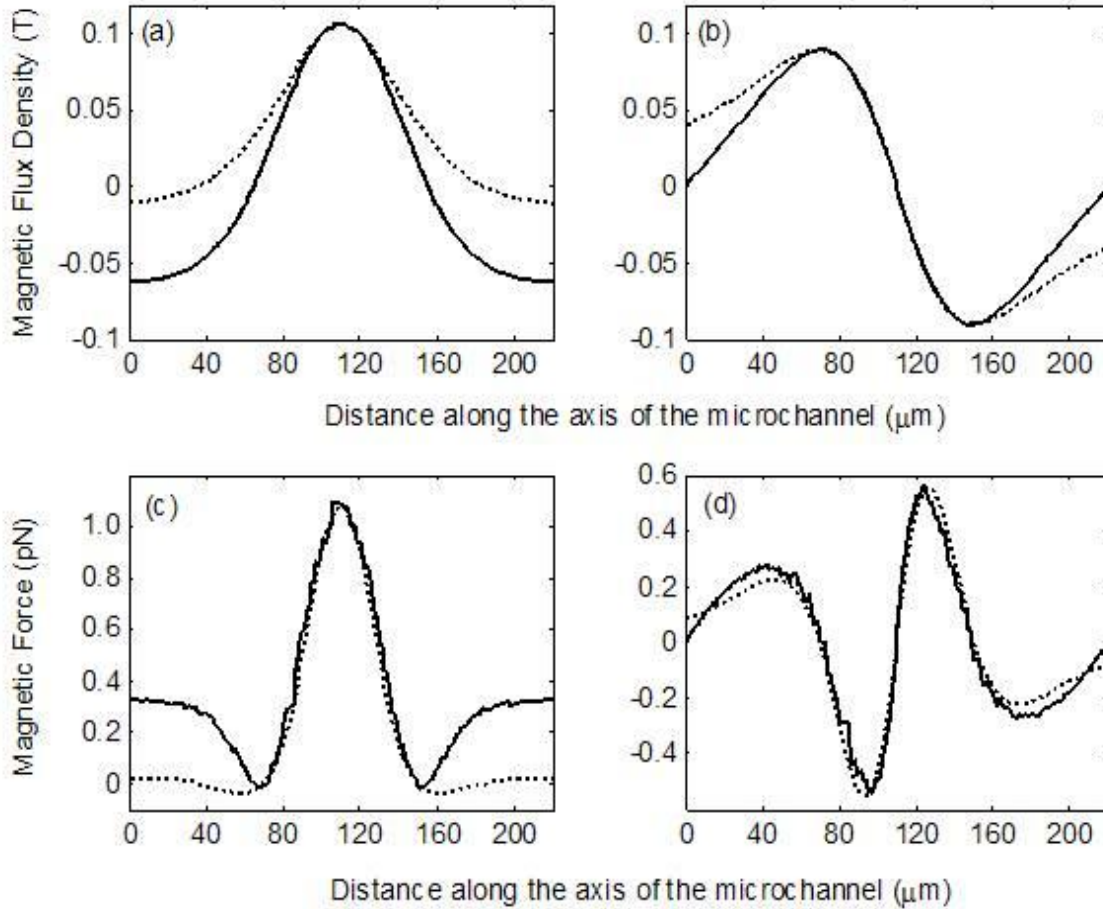 Magnetic Flux Density (T)
(a)
0.1
0.05
0
-0.05
-0.1
0 40 80 120 160 200
(b)
0.1
0.05
0
-0.05
-0.1
0 40 80 120 160 200
Distance along the axis of the microchannel (μm)
Magnetic Force (pN)
(c)
1.0
0.8
0.6
0.4
0.2
0
0 40 80 120 160 200
(d)
0.6
0.4
0.2
0
-0.2
-0.4
0 40 80 120 160 200
Distance along the axis of the microchannel (μm)